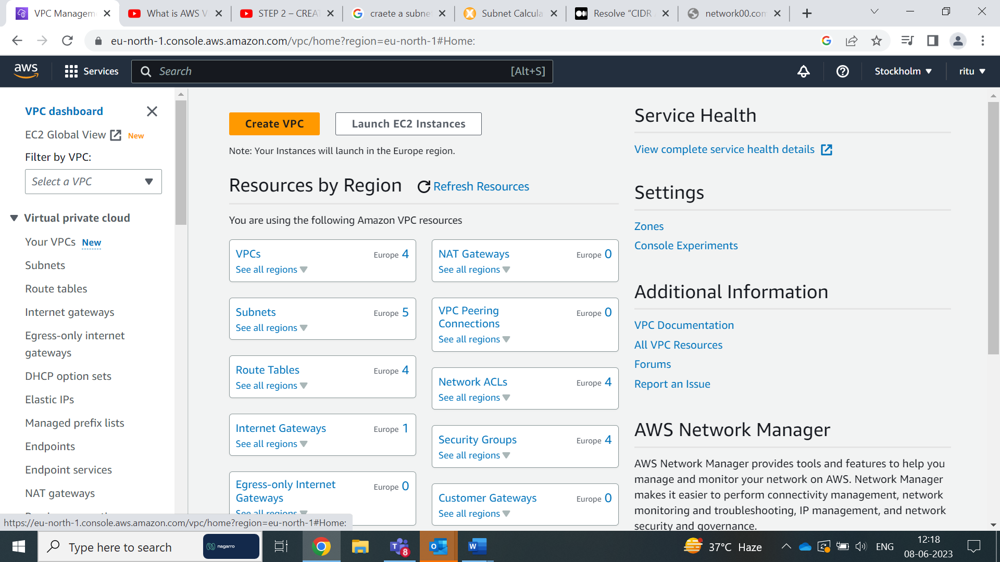 VPC Managem
What is AWS V
STEP 2 – CREAT
craete a subne
Subnet Calcula
Resolve “CIDR
network00.com
eu-north-1.console.aws.amazon.com/vpc/home?region=eu-north-1#Home:
aws
Services
Search
[Alt+S]
Stockholm
ritu
VPC dashboard
EC2 Global View New
Filter by VPC:
Select a VPC
Virtual private cloud
Your VPCs New
Subnets
Route tables
Internet gateways
Egress-only internet
gateways
DHCP option sets
Elastic IPs
Managed prefix lists
Endpoints
Endpoint services
NAT gateways
Create VPC
Launch EC2 Instances
Note: Your Instances will launch in the Europe region.
Resources by Region
Refresh Resources
You are using the following Amazon VPC resources
VPCs Europe 4
See all regions
NAT Gateways Europe 0
See all regions
Subnets Europe 5
See all regions
VPC Peering
Connections Europe 0
See all regions
Route Tables Europe 4
See all regions
Network ACLs Europe 4
See all regions
Internet Gateways Europe 1
See all regions
Security Groups Europe 4
See all regions
Egress-only Internet
Gateways Europe 0
See all regions
Customer Gateways Europe 0
See all regions
Service Health
View complete service health details
Settings
Zones
Console Experiments
Additional Information
VPC Documentation
All VPC Resources
Forums
Report an Issue
AWS Network Manager
AWS Network Manager provides tools and features to help you
manage and monitor your network on AWS. Network Manager
makes it easier to perform connectivity management, network
monitoring and troubleshooting, IP management, and network
security and governance.
https://eu-north-1.console.aws.amazon.com/vpc/home?region=eu-north-1#Home:
Type here to search
nagarro
8
37°C Haze
ENG
12:18
08-06-2023